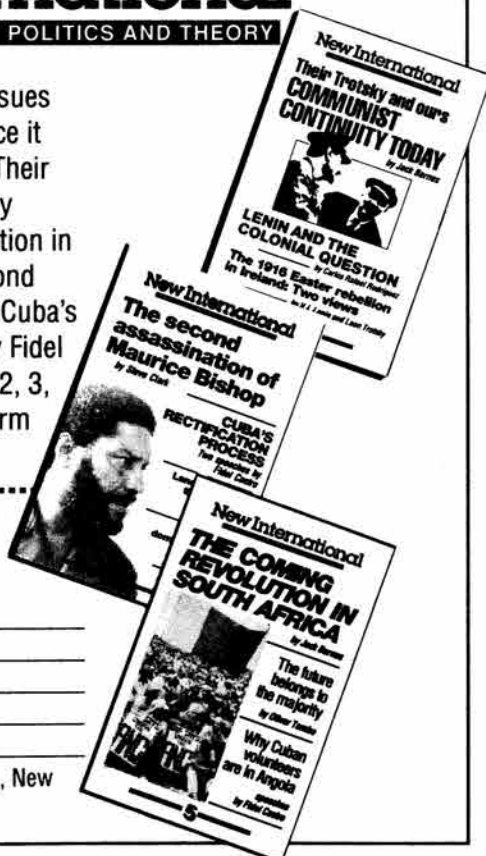 POLITICS AND THEORY
sues
ce it
Their
y
tion in
ond
Cuba's
y Fidel
2, 3,
rm
, New
New International
Their Trotsky and ours
COMMUNIST
CONTINUITY TODAY
by Jack Barnes
LENIN AND THE
COLONIAL QUESTION
by Carlos Rafael Rodríguez
The 1916 Easter rebellion
in Ireland: Two views
by V.I. Lenin and Leon Trotsky
New International
The second
assassination of
Maurice Bishop
by Steve Clark
CUBA'S
RECTIFICATION
PROCESS
Two speeches by
Fidel Castro
New International
THE COMING
REVOLUTION IN
SOUTH AFRICA
by Jack Barnes
The future
belongs to
the majority
by Oliver Tambo
Why Cuban
volunteers
are in Angola
speeches
by Fidel Castro
5